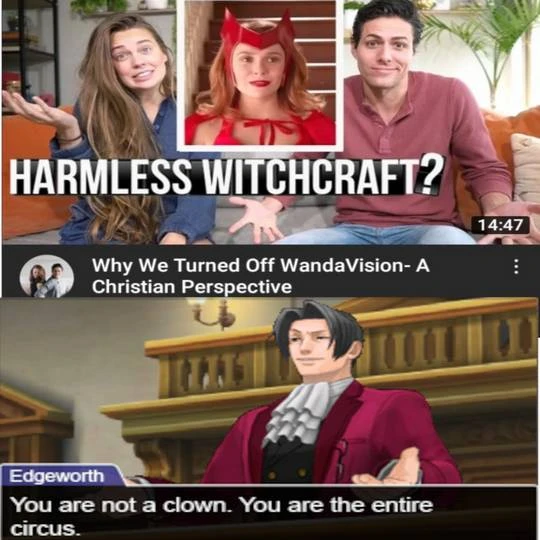 HARMLESS WITCHCRAFT?
14:47
Why We Turned Off WandaVision- A
Christian Perspective
Edgeworth
You are not a clown. You are the entire
circus.